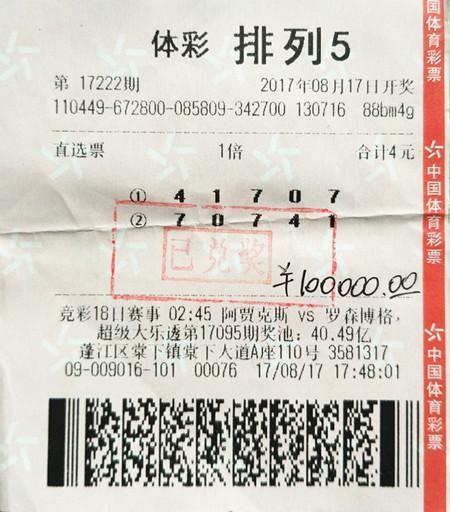 体彩 排列5
第 17222期 2017年08月17日开奖
110449-672800-085809-342700 130716 88bm4g
直选票 1倍 合计4元
① 4 1 7 0 7
② 7 0 7 4 1
已兑奖
¥100000.00
竞彩18日赛事 02:45 阿贾克斯 vs 罗森博格,
超级大乐透第17095期奖池: 40.49亿
蓬江区棠下镇棠下大道A座110号 3581317
09-009016-101 00076 17/08/17 17:48:01
国体育彩票
中国体育彩票
中国体育彩票